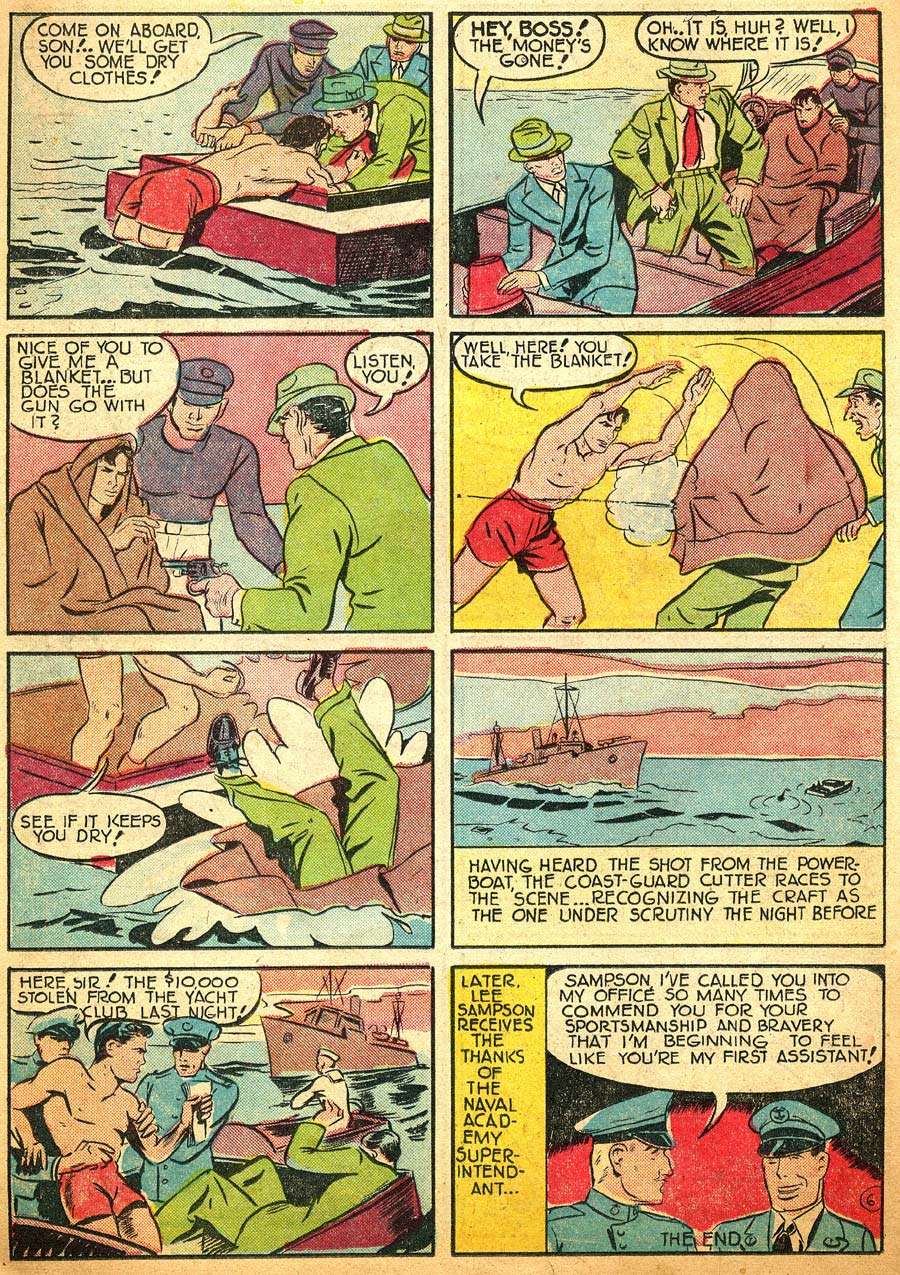 COME ON ABOARD,
SON!.. WE'LL GET
YOU SOME DRY
CLOTHES!
HEY, BOSS!
THE MONEY'S
GONE!
OH.. IT IS, HUH? WELL, I
KNOW WHERE IT IS!
NICE OF YOU TO
GIVE ME A
BLANKET... BUT
DOES THE
GUN GO WITH
IT?
LISTEN,
YOU!
WELL, HERE! YOU
TAKE THE BLANKET!
SEE IF IT KEEPS
YOU DRY!
HAVING HEARD THE SHOT FROM THE POWER-
BOAT, THE COAST-GUARD CUTTER RACES TO
THE SCENE... RECOGNIZING THE CRAFT AS
THE ONE UNDER SCRUTINY THE NIGHT BEFORE
HERE, SIR! THE $10,000
STOLEN FROM THE YACHT
CLUB LAST NIGHT!
LATER,
LEE
SAMPSON
RECEIVES
THE
THANKS
OF
THE
NAVAL
ACAD-
EMY
SUPER-
INTEND-
ANT...
SAMPSON, I'VE CALLED YOU INTO
MY OFFICE SO MANY TIMES TO
COMMEND YOU FOR YOUR
SPORTSMANSHIP AND BRAVERY
THAT I'M BEGINNING TO FEEL
LIKE YOU'RE MY FIRST ASSISTANT!
6
THE END